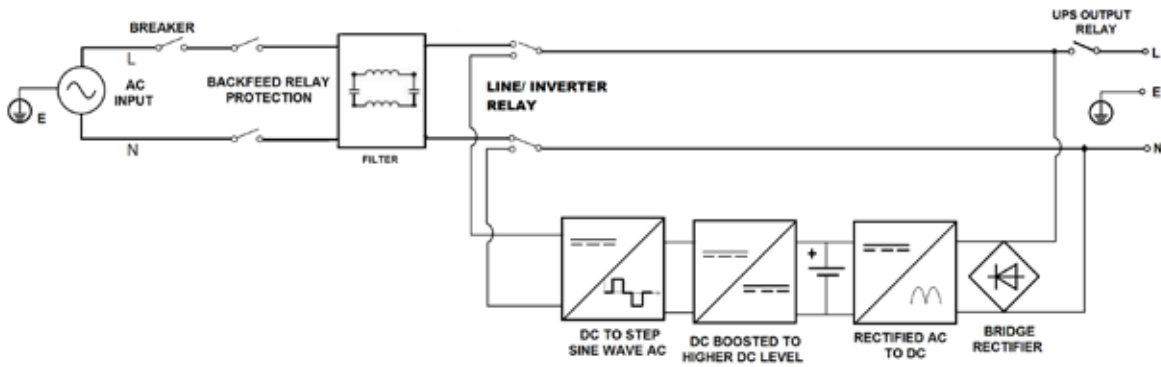 BREAKER
L
AC
INPUT
E
N
BACKFEED RELAY
PROTECTION
FILTER
LINE/ INVERTER
RELAY
UPS OUTPUT
RELAY
L
E
N
+
DC TO STEP
SINE WAVE AC
DC BOOSTED TO
HIGHER DC LEVEL
RECTIFIED AC
TO DC
BRIDGE
RECTIFIER